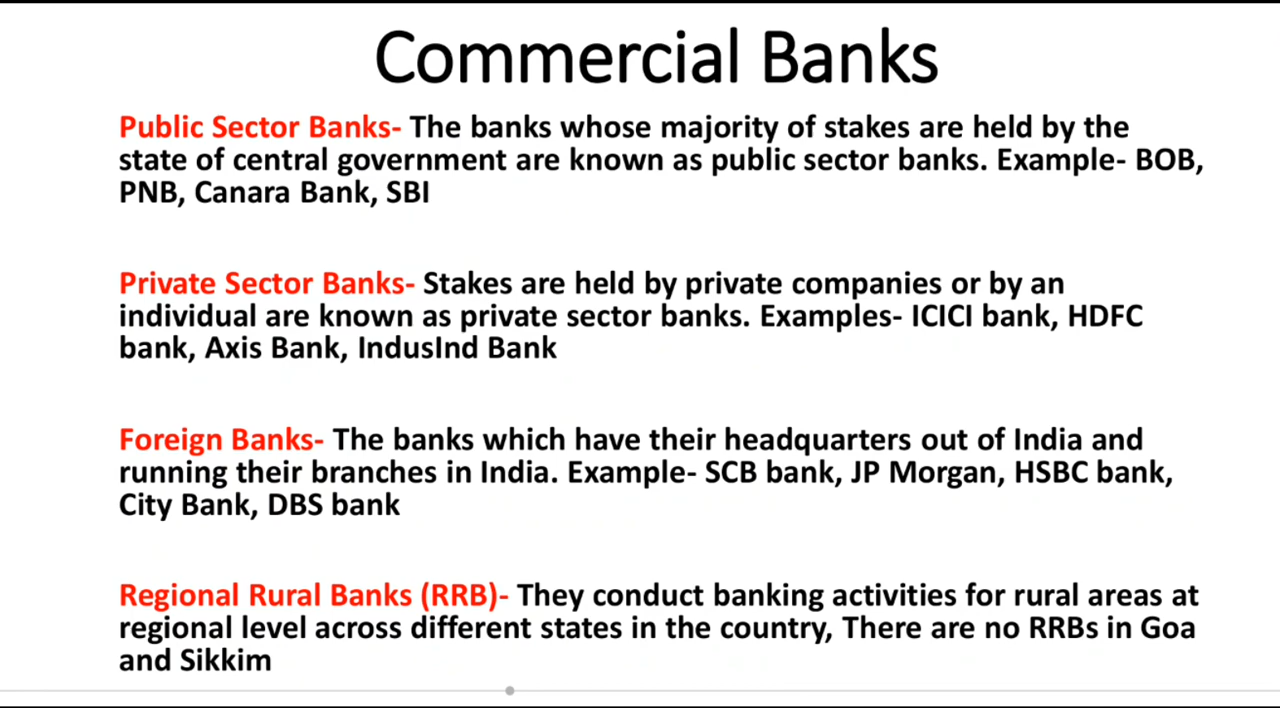 Commercial Banks
Public Sector Banks- The banks whose majority of stakes are held by the
state of central government are known as public sector banks. Example- BOB,
PNB, Canara Bank, SBI
Private Sector Banks- Stakes are held by private companies or by an
individual are known as private sector banks. Examples- ICICI bank, HDFC
bank, Axis Bank, IndusInd Bank
Foreign Banks- The banks which have their headquarters out of India and
running their branches in India. Example- SCB bank, JP Morgan, HSBC bank,
City Bank, DBS bank
Regional Rural Banks (RRB)- They conduct banking activities for rural areas at
regional level across different states in the country, There are no RRBs in Goa
and Sikkim